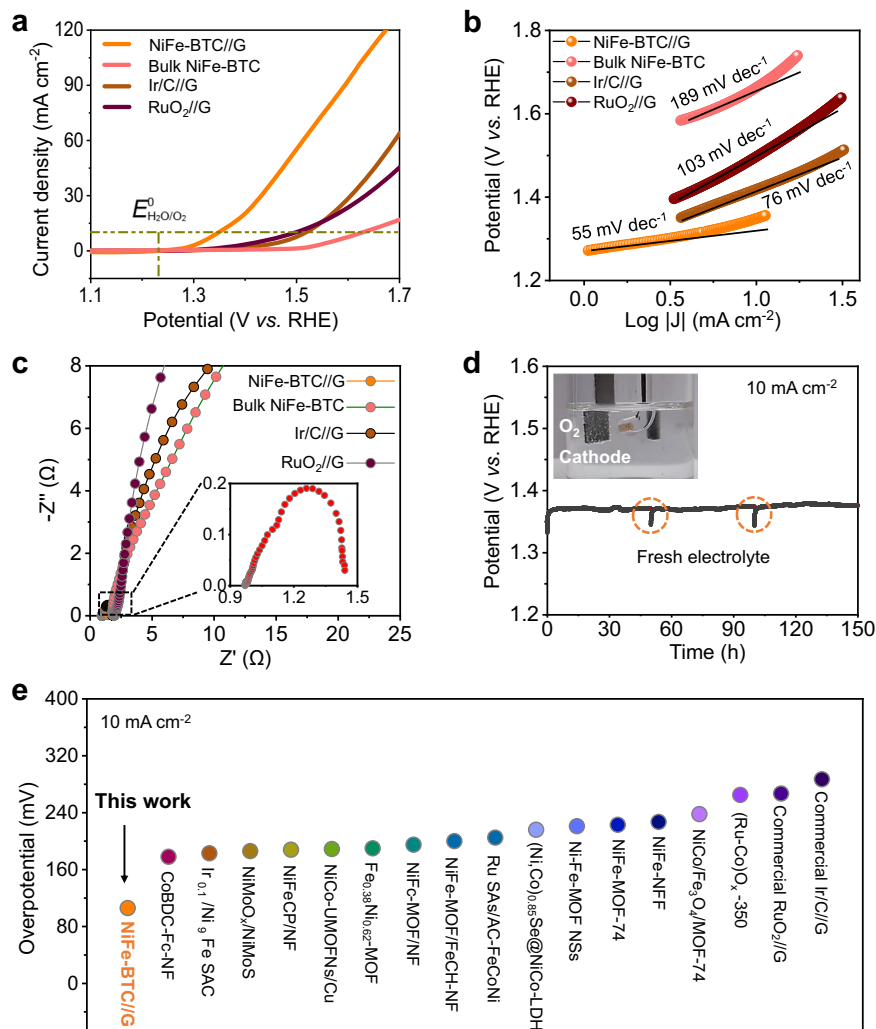 a
NiFe-BTC//G
Bulk NiFe-BTC
Ir/C//G
RuO₂//G
E⁰H₂O/O₂
120
90
60
30
0
Current density (mA cm⁻²)
1.1
1.3
1.5
1.7
Potential (V vs. RHE)
b
NiFe-BTC//G
Bulk NiFe-BTC
Ir/C//G
RuO₂//G
189 mV dec⁻¹
103 mV dec⁻¹
76 mV dec⁻¹
55 mV dec⁻¹
1.8
1.6
1.4
1.2
Potential (V vs. RHE)
0.0
0.5
1.0
1.5
Log |J| (mA cm⁻²)
c
NiFe-BTC//G
Bulk NiFe-BTC
Ir/C//G
RuO₂//G
8
6
4
2
0
-Z'' (Ω)
0.2
0.1
0.0
0.9
1.2
1.5
0
5
10
15
20
25
Z' (Ω)
d
10 mA cm⁻²
O₂
Cathode
Fresh electrolyte
1.6
1.5
1.4
1.3
1.2
Potential (V vs. RHE)
0
30
60
90
120
150
Time (h)
e
10 mA cm⁻²
This work
400
320
240
160
80
0
Overpotential (mV)
NiFe-BTC//G
CoBDC-Fc-NF
Ir₀.₁/Ni₉Fe SAC
NiMoOₓ/NiMoS
NiFeCP/NF
NiCo-UMOFNs/Cu
Fe₀.₃₈Ni₀.₆₂-MOF
NiFc-MOF/NF
NiFe-MOF/FeCH-NF
Ru SAs/AC-FeCoNi
(Ni,Co)₀.₈₅Se@NiCo-LDH
Ni-Fe-MOF NSs
NiFe-MOF-74
NiFe-NFF
NiCo/Fe₃O₄/MOF-74
(Ru-Co)Oₓ-350
Commercial RuO₂//G
Commercial Ir/C//G